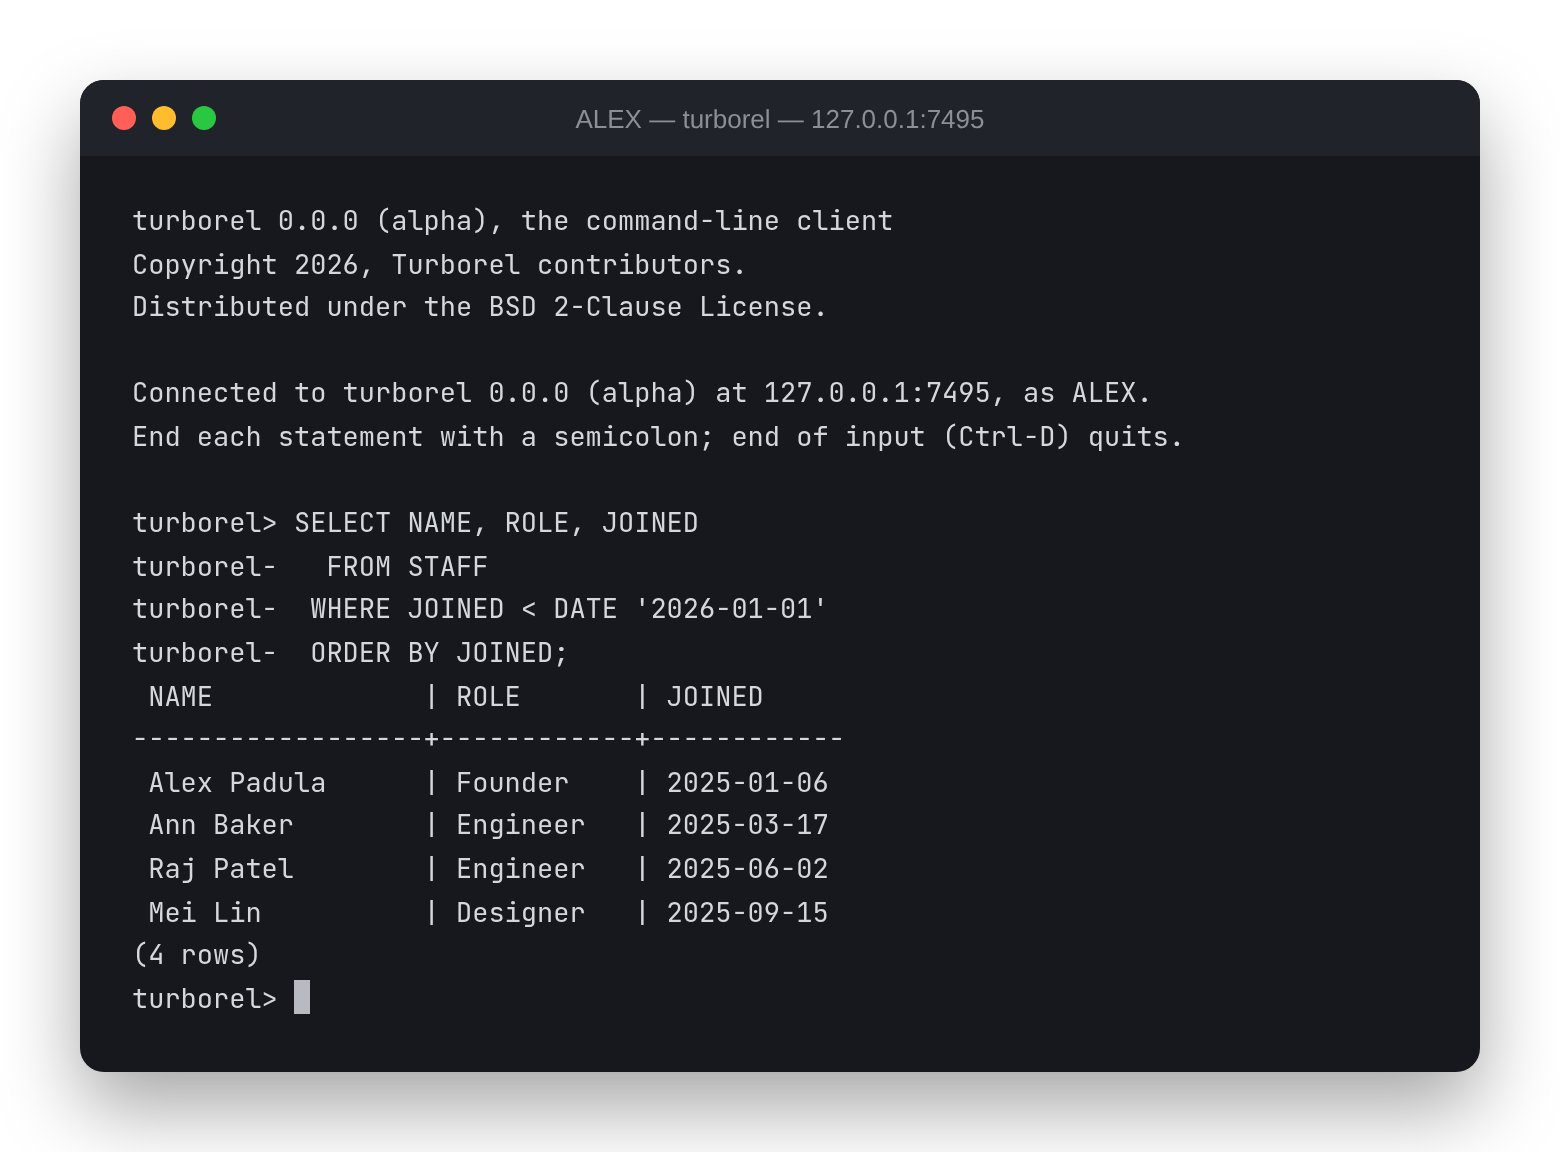 ALEX — turborel — 127.0.0.1:7495
turborel 0.0.0 (alpha), the command-line client
Copyright 2026, Turborel contributors.
Distributed under the BSD 2-Clause License.
Connected to turborel 0.0.0 (alpha) at 127.0.0.1:7495, as ALEX.
End each statement with a semicolon; end of input (Ctrl-D) quits.
turborel> SELECT NAME, ROLE, JOINED
turborel-   FROM STAFF
turborel-  WHERE JOINED < DATE '2026-01-01'
turborel-  ORDER BY JOINED;
 NAME             | ROLE       | JOINED
------------------+------------+------------
 Alex Padula      | Founder    | 2025-01-06
 Ann Baker        | Engineer   | 2025-03-17
 Raj Patel        | Engineer   | 2025-06-02
 Mei Lin          | Designer   | 2025-09-15
(4 rows)
turborel>